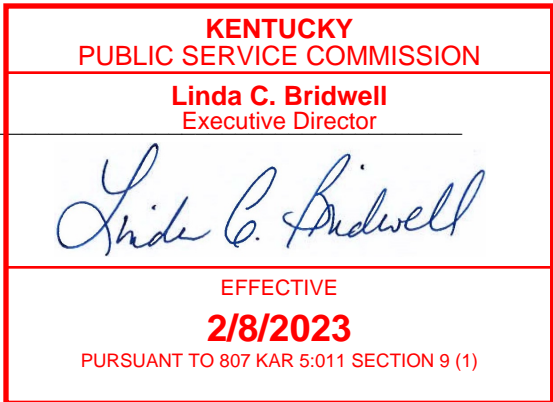 KENTUCKY
PUBLIC SERVICE COMMISSION
Linda C. Bridwell
Executive Director
Linda C. Bridwell
EFFECTIVE
2/8/2023
PURSUANT TO 807 KAR 5:011 SECTION 9 (1)